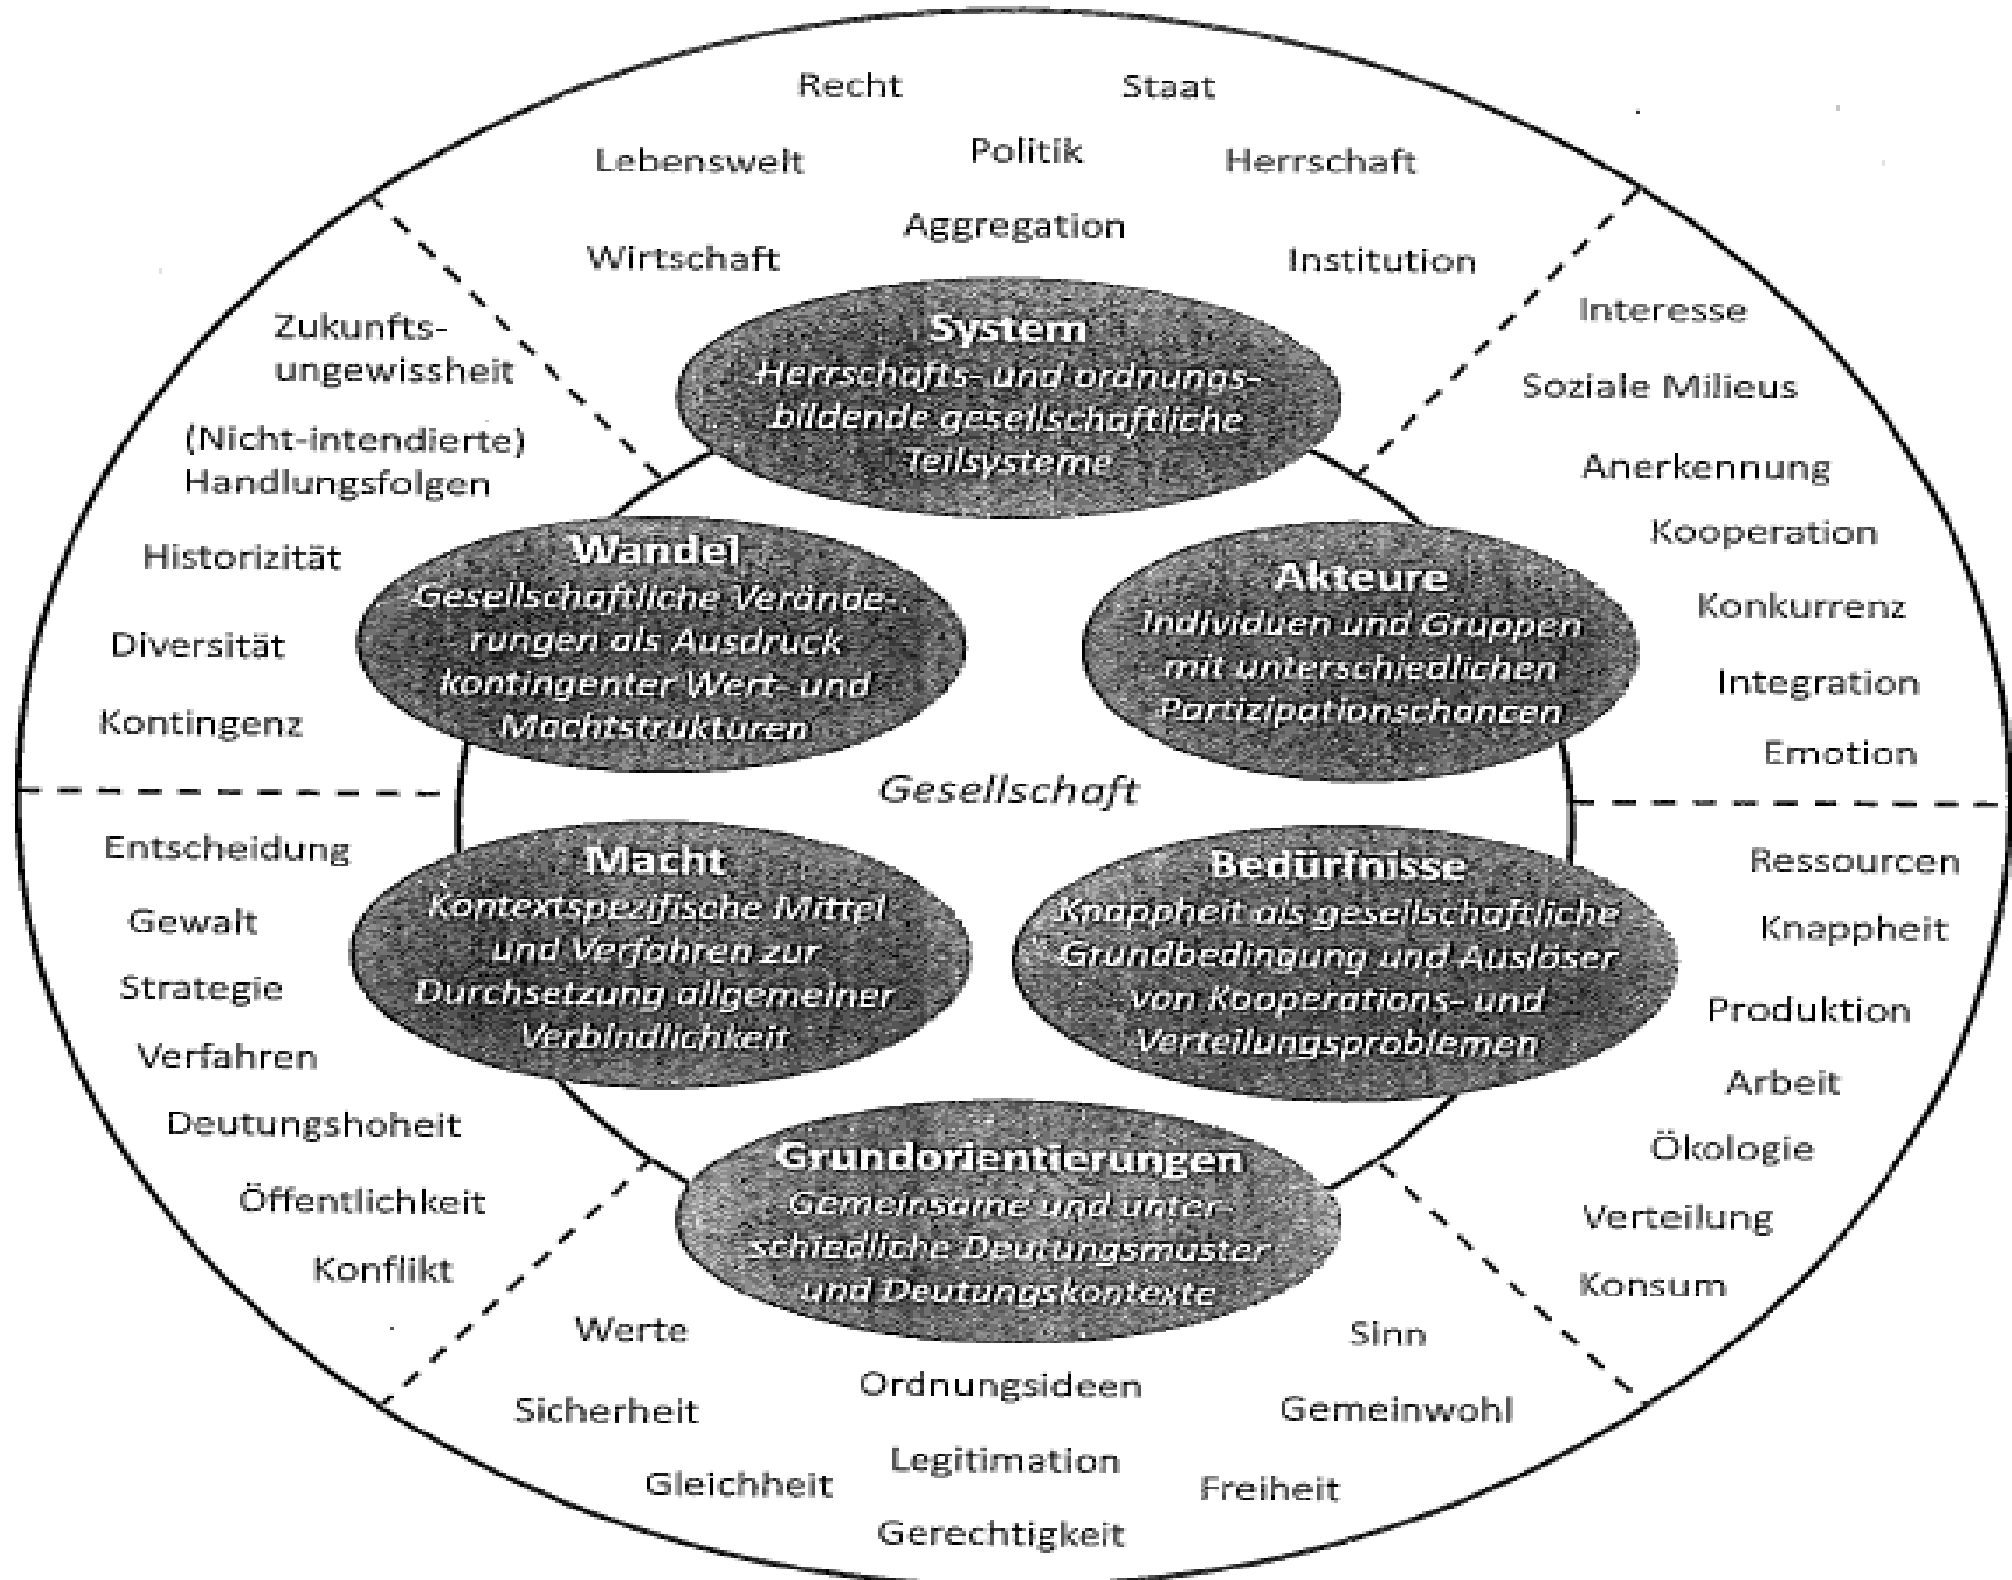 Recht
Staat
Lebenswelt
Politik
Herrschaft
Aggregation
Wirtschaft
Institution
System
Herrschafts- und ordnungs-
bildende gesellschaftliche
Teilsysteme
Interesse
Soziale Milieus
Anerkennung
Kooperation
Konkurrenz
Integration
Emotion
Akteure
Individuen und Gruppen
mit unterschiedlichen
Partizipationschancen
Zukunfts-
ungewissheit
(Nicht-intendierte)
Handlungsfolgen
Historizität
Diversität
Kontingenz
Wandel
Gesellschaftliche Verände-
rungen als Ausdruck
kontingenter Wert- und
Machtstrukturen
Gesellschaft
Entscheidung
Gewalt
Strategie
Verfahren
Deutungshoheit
Öffentlichkeit
Konflikt
Macht
Kontextspezifische Mittel
und Verfahren zur
Durchsetzung allgemeiner
Verbindlichkeit
Bedürfnisse
Knappheit als gesellschaftliche
Grundbedingung und Auslöser
von Kooperations- und
Verteilungsproblemen
Ressourcen
Knappheit
Produktion
Arbeit
Ökologie
Verteilung
Konsum
Grundorientierungen
Gemeinsame und unter-
schiedliche Deutungsmuster
und Deutungskontexte
Werte
Sinn
Ordnungsideen
Sicherheit
Gemeinwohl
Legitimation
Gleichheit
Freiheit
Gerechtigkeit